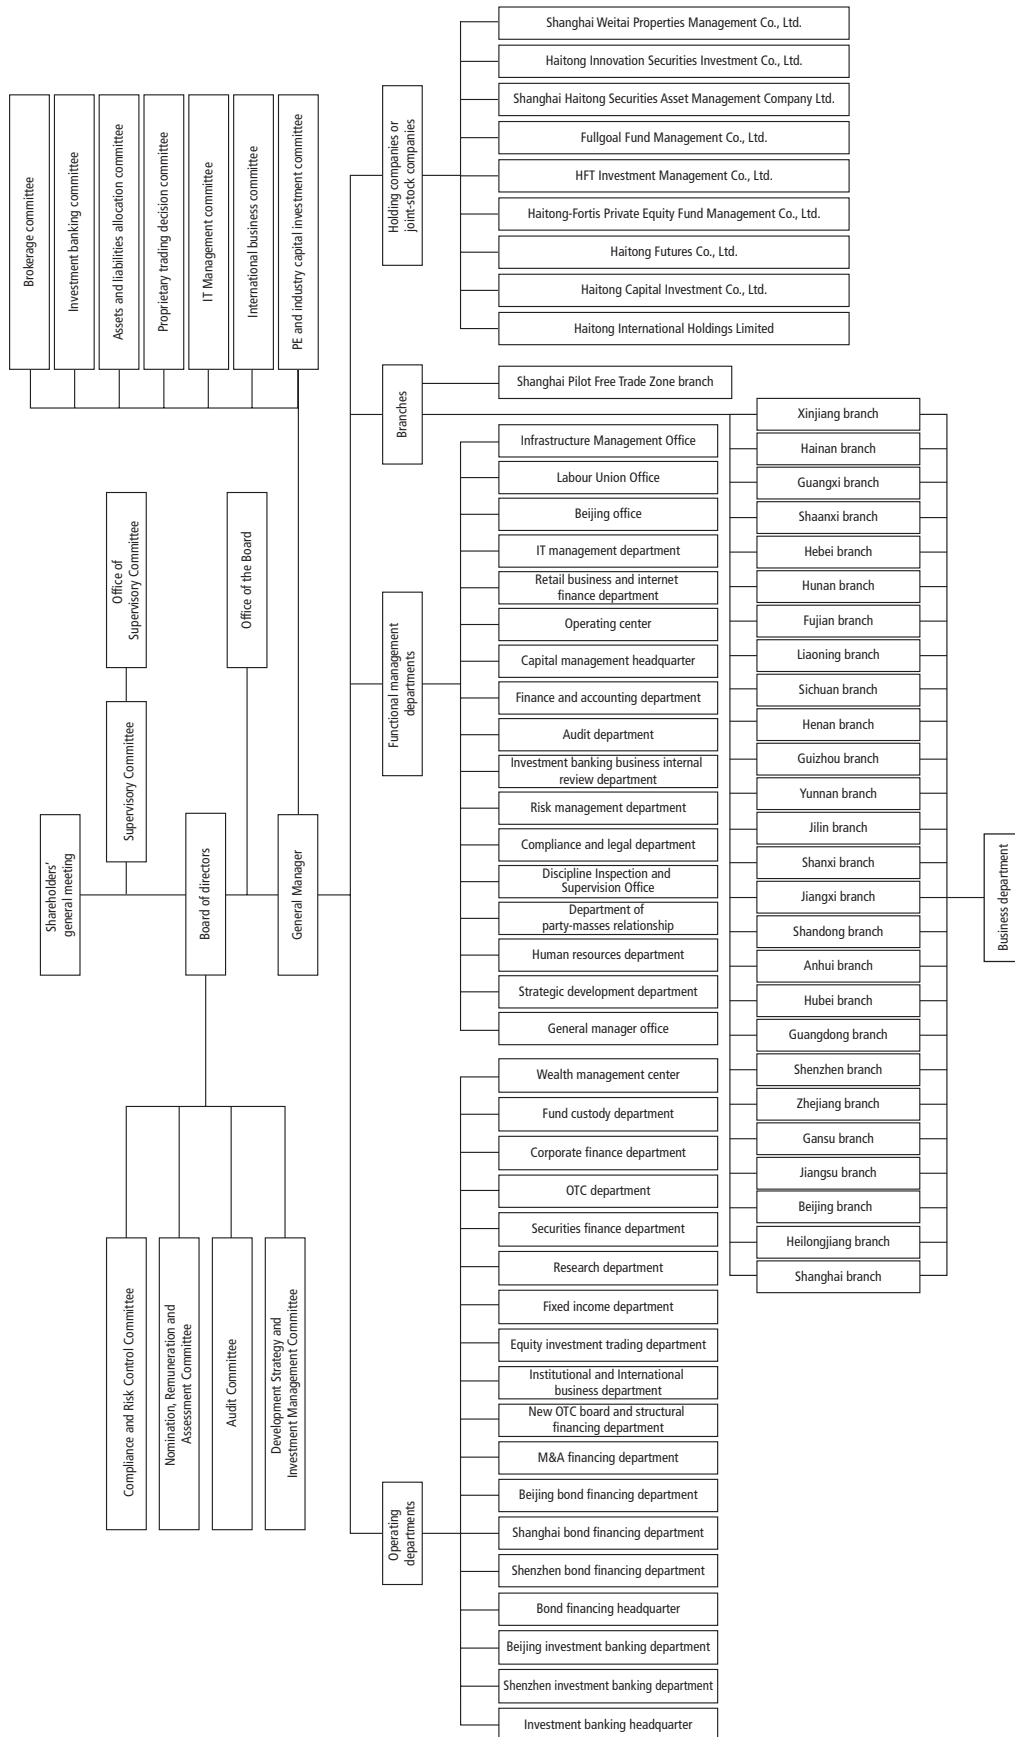 Shareholders'
general meeting
Supervisory Committee
Office of
Supervisory Committee
Board of directors
Office of the Board
General Manager
Compliance and Risk Control Committee
Nomination, Remuneration and
Assessment Committee
Audit Committee
Development Strategy and
Investment Management Committee
Brokerage committee
Investment banking committee
Assets and liabilities allocation committee
Proprietary trading decision committee
IT Management committee
International business committee
PE and industry capital investment committee
Holding companies or
joint-stock companies
Shanghai Weitai Properties Management Co., Ltd.
Haitong Innovation Securities Investment Co., Ltd.
Shanghai Haitong Securities Asset Management Company Ltd.
Fullgoal Fund Management Co., Ltd.
HFT Investment Management Co., Ltd.
Haitong-Fortis Private Equity Fund Management Co., Ltd.
Haitong Futures Co., Ltd.
Haitong Capital Investment Co., Ltd.
Haitong International Holdings Limited
Branches
Shanghai Pilot Free Trade Zone branch
Xinjiang branch
Hainan branch
Guangxi branch
Shaanxi branch
Hebei branch
Hunan branch
Fujian branch
Liaoning branch
Sichuan branch
Henan branch
Guizhou branch
Yunnan branch
Jilin branch
Shanxi branch
Jiangxi branch
Shandong branch
Anhui branch
Hubei branch
Guangdong branch
Shenzhen branch
Zhejiang branch
Gansu branch
Jiangsu branch
Beijing branch
Heilongjiang branch
Shanghai branch
Business department
Functional management
departments
Infrastructure Management Office
Labour Union Office
Beijing office
IT management department
Retail business and internet
finance department
Operating center
Capital management headquarter
Finance and accounting department
Audit department
Investment banking business internal
review department
Risk management department
Compliance and legal department
Discipline Inspection and
Supervision Office
Department of
party-masses relationship
Human resources department
Strategic development department
General manager office
Operating
departments
Wealth management center
Fund custody department
Corporate finance department
OTC department
Securities finance department
Research department
Fixed income department
Equity investment trading department
Institutional and International
business department
New OTC board and structural
financing department
M&A financing department
Beijing bond financing department
Shanghai bond financing department
Shenzhen bond financing department
Bond financing headquarter
Beijing investment banking department
Shenzhen investment banking department
Investment banking headquarter